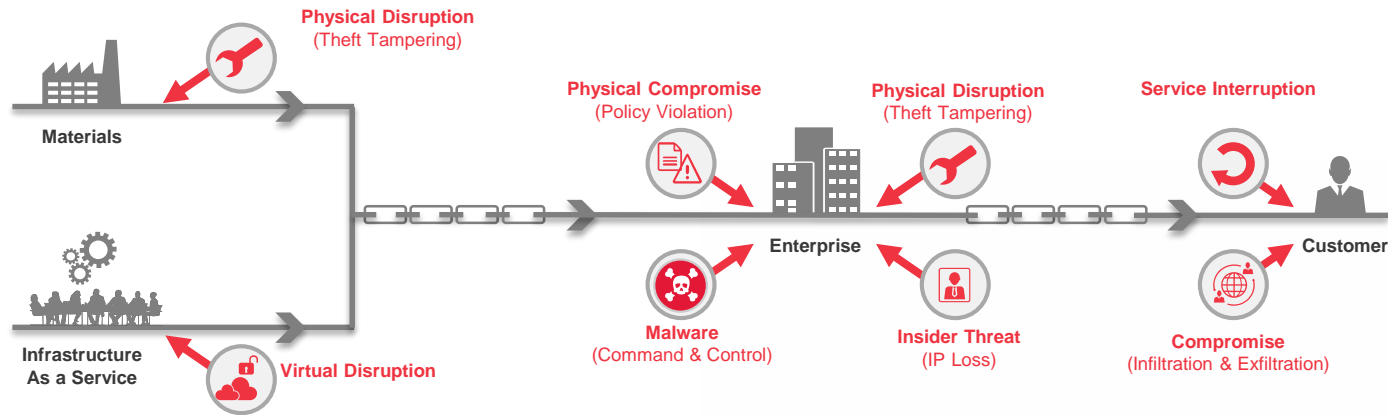 Physical Disruption
(Theft Tampering)
Materials
Infrastructure
As a Service
Virtual Disruption
Physical Compromise
(Policy Violation)
Physical Disruption
(Theft Tampering)
Enterprise
Malware
(Command & Control)
Insider Threat
(IP Loss)
Service Interruption
Customer
Compromise
(Infiltration & Exfiltration)